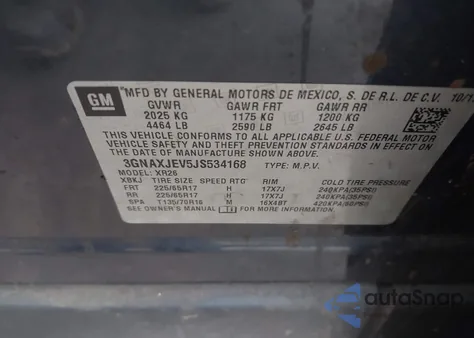 GM MFD BY GENERAL MOTORS DE MEXICO, S. DE R.L. DE C.V. 10/1
GVWR GAWR FRT GAWR RR
2025 KG 1175 KG 1200 KG
4464 LB 2590 LB 2645 LB
THIS VEHICLE CONFORMS TO ALL APPLICABLE U.S. FEDERAL MOTOR
VEHICLE SAFETY, BUMPER, AND THEFT PREVENTION STANDARDS IN EFFECT
ON THE DATE OF MANUFACTURE SHOWN ABOVE.
3GNAXJEV5JS534168 TYPE: M.P.V.
MODEL: XR26
XBKJ TIRE SIZE SPEED RTG RIM COLD TIRE PRESSURE
FRT 225/65R17 H 17X7J 240KPA(35PSI)
RR 225/65R17 H 17X7J 240KPA(35PSI)
SPA T135/70R16 M 16X4BT 420KPA(60PSI)
SEE OWNER'S MANUAL FOR MORE INFORMATION.
autoSnap